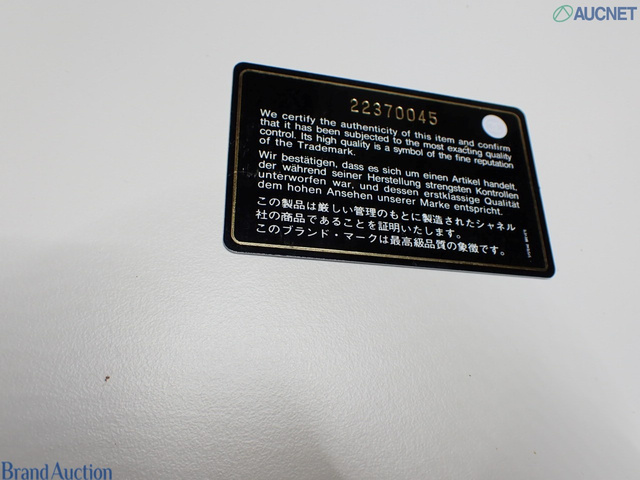 AUCNET
22370045
We certify the authenticity of this item and confirm
that it has been subjected to the most exacting quality
control. Its high quality is a symbol of the fine reputation
of the Trademark.
Wir bestätigen, dass es sich um einen Artikel handelt,
der während seiner Herstellung strengsten Kontrollen
unterworfen war, und dessen erstklassige Qualität
dem hohen Ansehen unserer Marke entspricht.
この製品は厳しい管理のもとに製造されたシャネル
社の商品であることを証明いたします。
このブランド・マークは最高級品質の象徴です。
Brand Auction